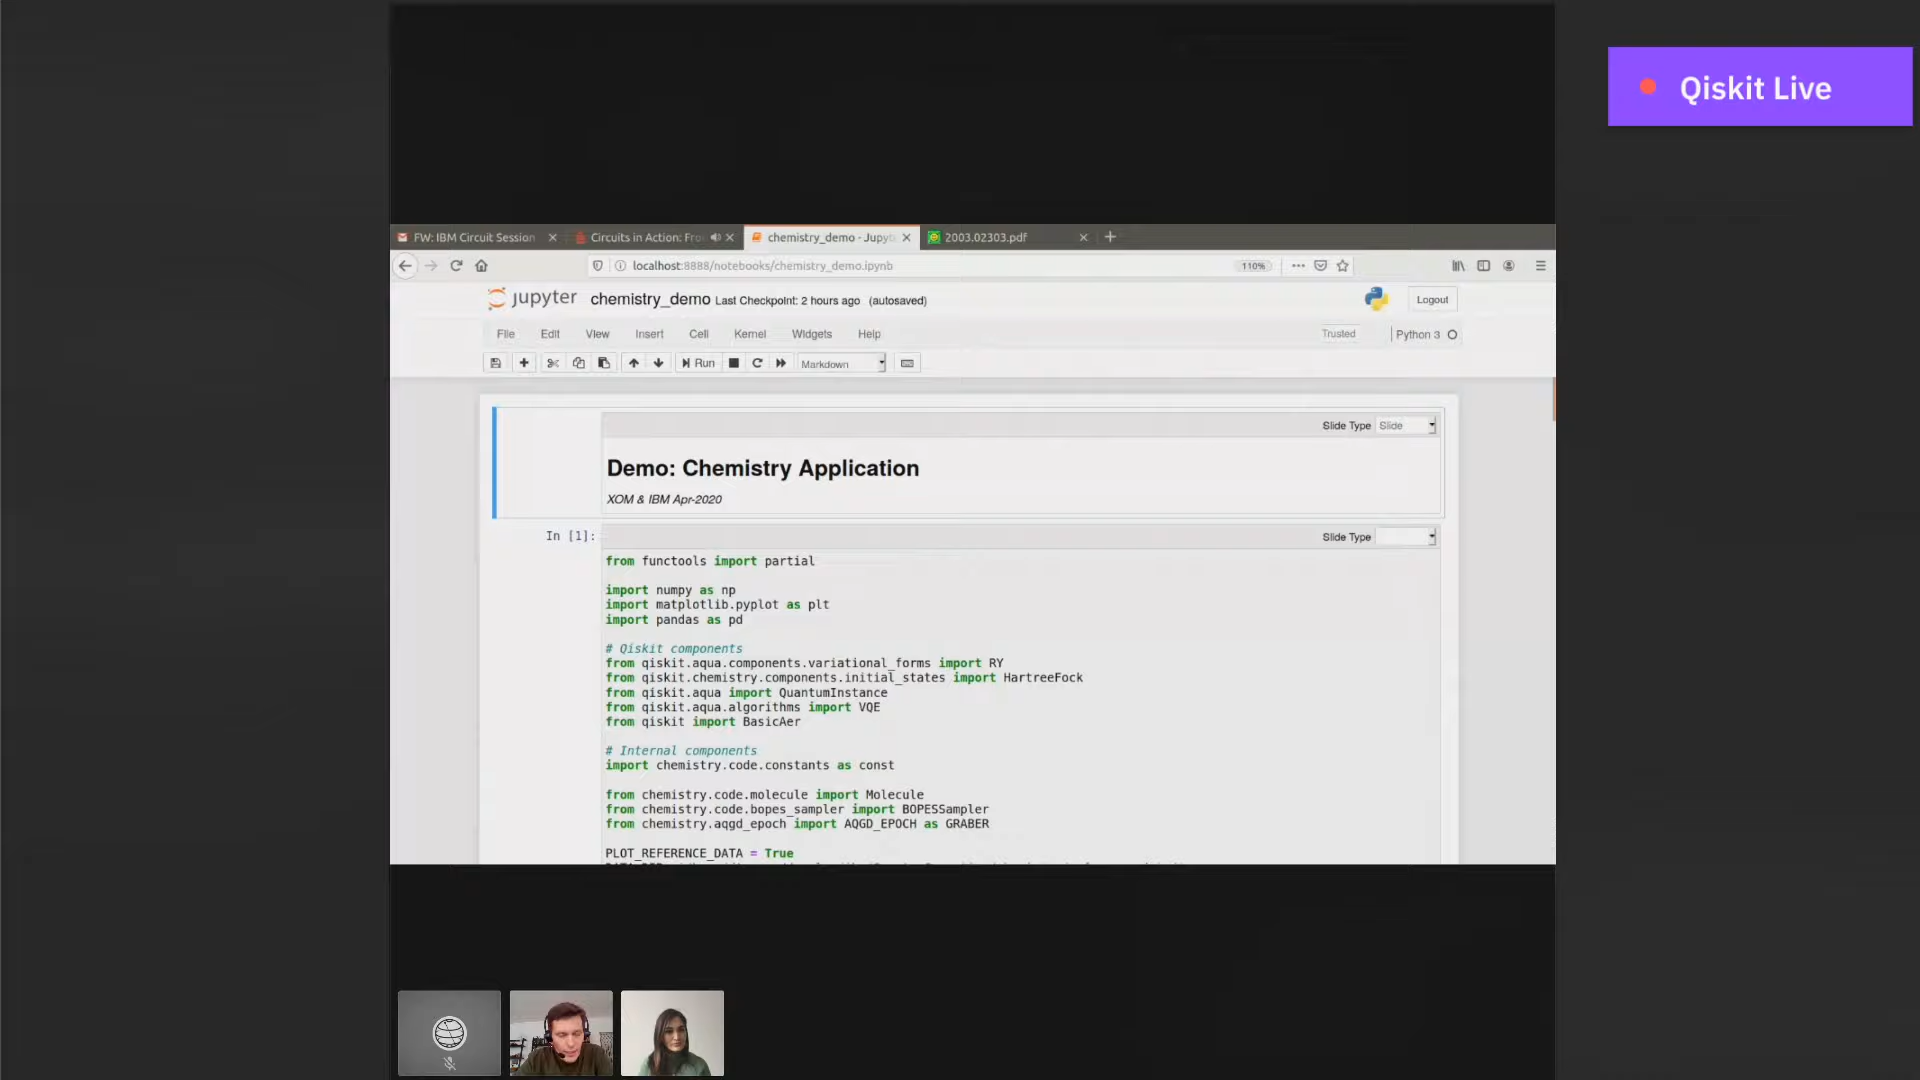 Qiskit Live
FW: IBM Circuit Session
Circuits in Action: Fro
chemistry_demo - Jupyt
2003.02303.pdf
localhost:8888/notebooks/chemistry_demo.ipynb
110%
jupyter chemistry_demo Last Checkpoint: 2 hours ago (autosaved)
Logout
File Edit View Insert Cell Kernel Widgets Help
Trusted
Python 3
Run
Markdown
Slide Type Slide
Demo: Chemistry Application
XOM & IBM Apr-2020
In [1]:
Slide Type
from functools import partial
import numpy as np
import matplotlib.pyplot as plt
import pandas as pd
# Qiskit components
from qiskit.aqua.components.variational_forms import RY
from qiskit.chemistry.components.initial_states import HartreeFock
from qiskit.aqua import QuantumInstance
from qiskit.aqua.algorithms import VQE
from qiskit import BasicAer
# Internal components
import chemistry.code.constants as const
from chemistry.code.molecule import Molecule
from chemistry.code.bopes_sampler import BOPESSampler
from chemistry.aqgd_epoch import AQGD_EPOCH as GRABER
PLOT_REFERENCE_DATA = True